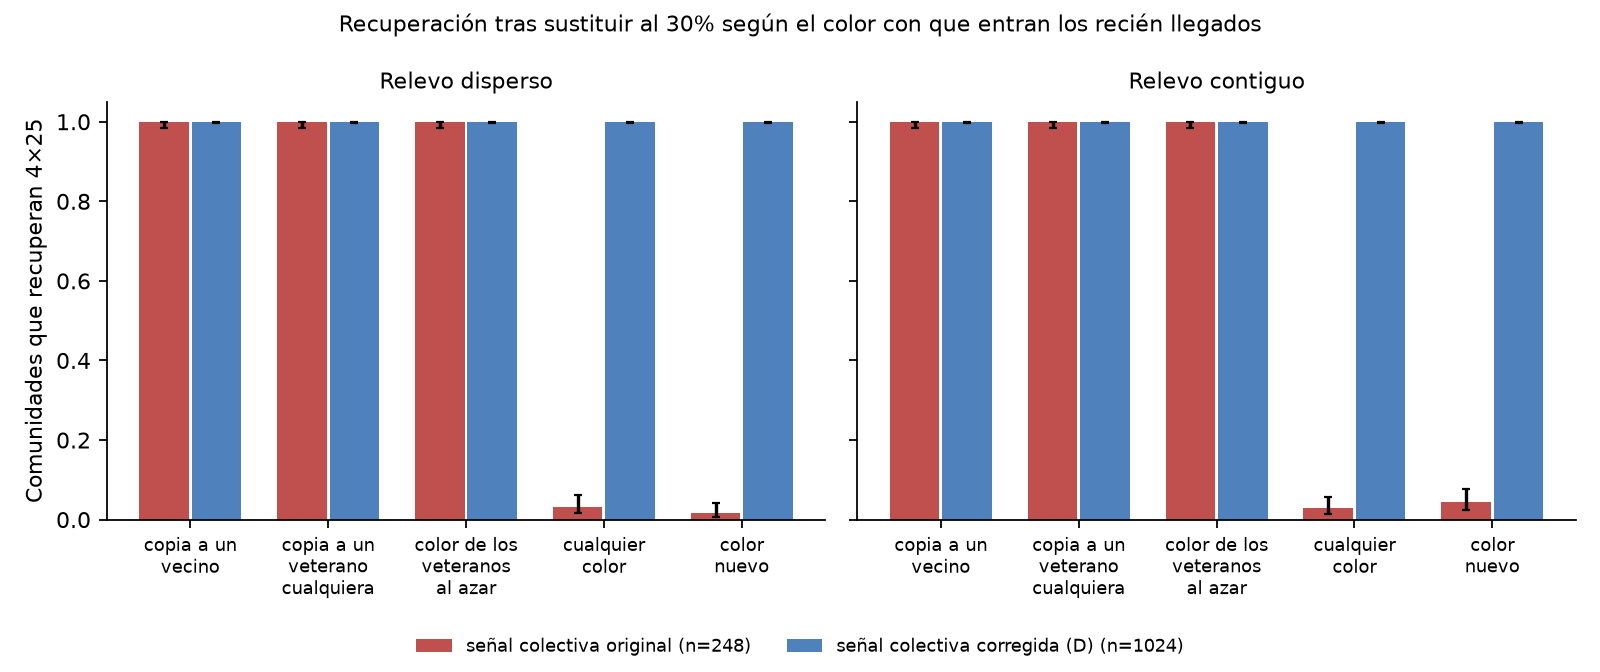 Recuperación tras sustituir al 30% según el color con que entran los recién llegados
Relevo disperso
Relevo contiguo
Comunidades que recuperan 4×25
1.0
0.8
0.6
0.4
0.2
0.0
copia a un
vecino
copia a un
veterano
cualquiera
color de los
veteranos
al azar
cualquier
color
color
nuevo
copia a un
vecino
copia a un
veterano
cualquiera
color de los
veteranos
al azar
cualquier
color
color
nuevo
señal colectiva original (n=248)
señal colectiva corregida (D) (n=1024)